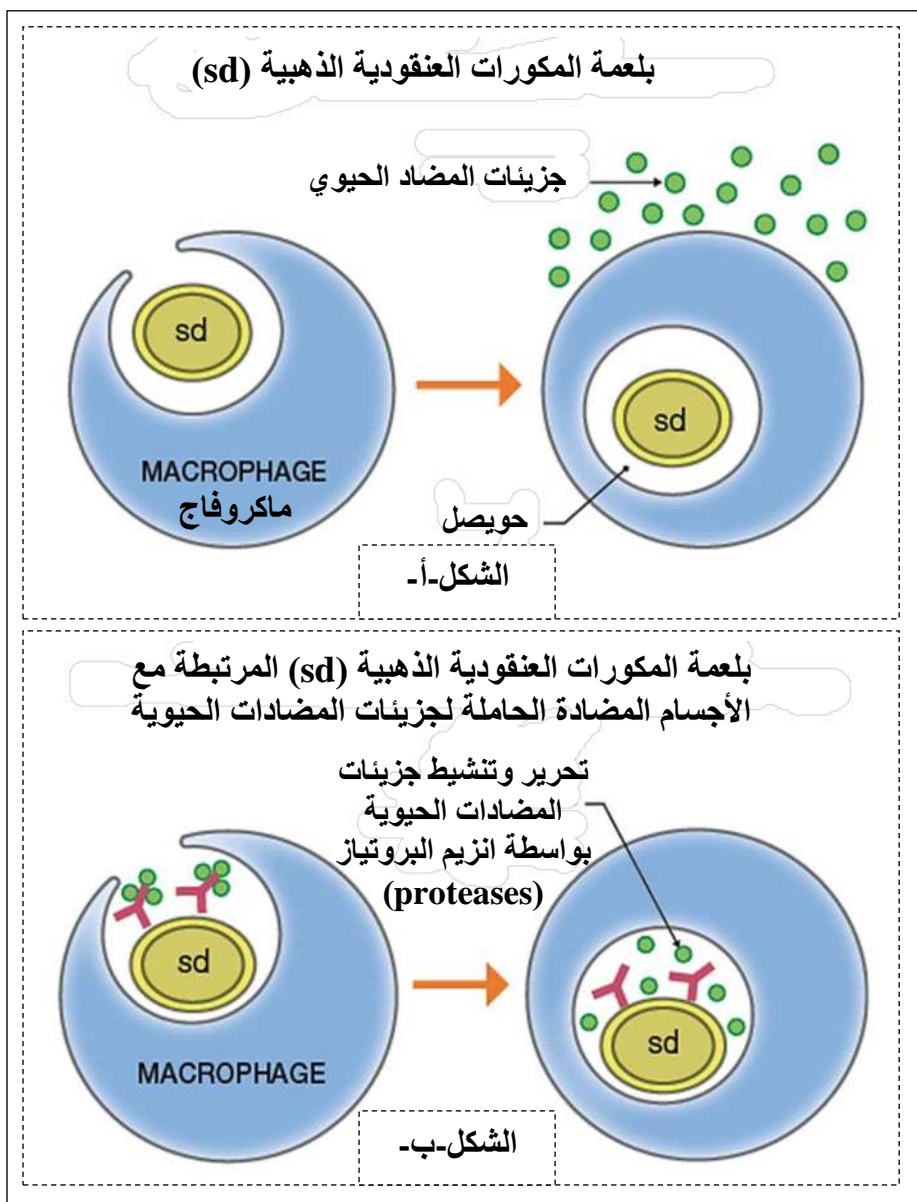 بلعمة المكورات العنقودية الذهبية (sd)
جزيئات المضاد الحيوي
sd
sd
MACROPHAGE
ماكروفاج
حويصل
الشكل-أ-
بلعمة المكورات العنقودية الذهبية (sd) المرتبطة مع
الأجسام المضادة الحاملة لجزيئات المضادات الحيوية
تحرير وتنشيط جزيئات
المضادات الحيوية
بواسطة انزيم البروتياز
(proteases)
sd
sd
MACROPHAGE
الشكل-ب-